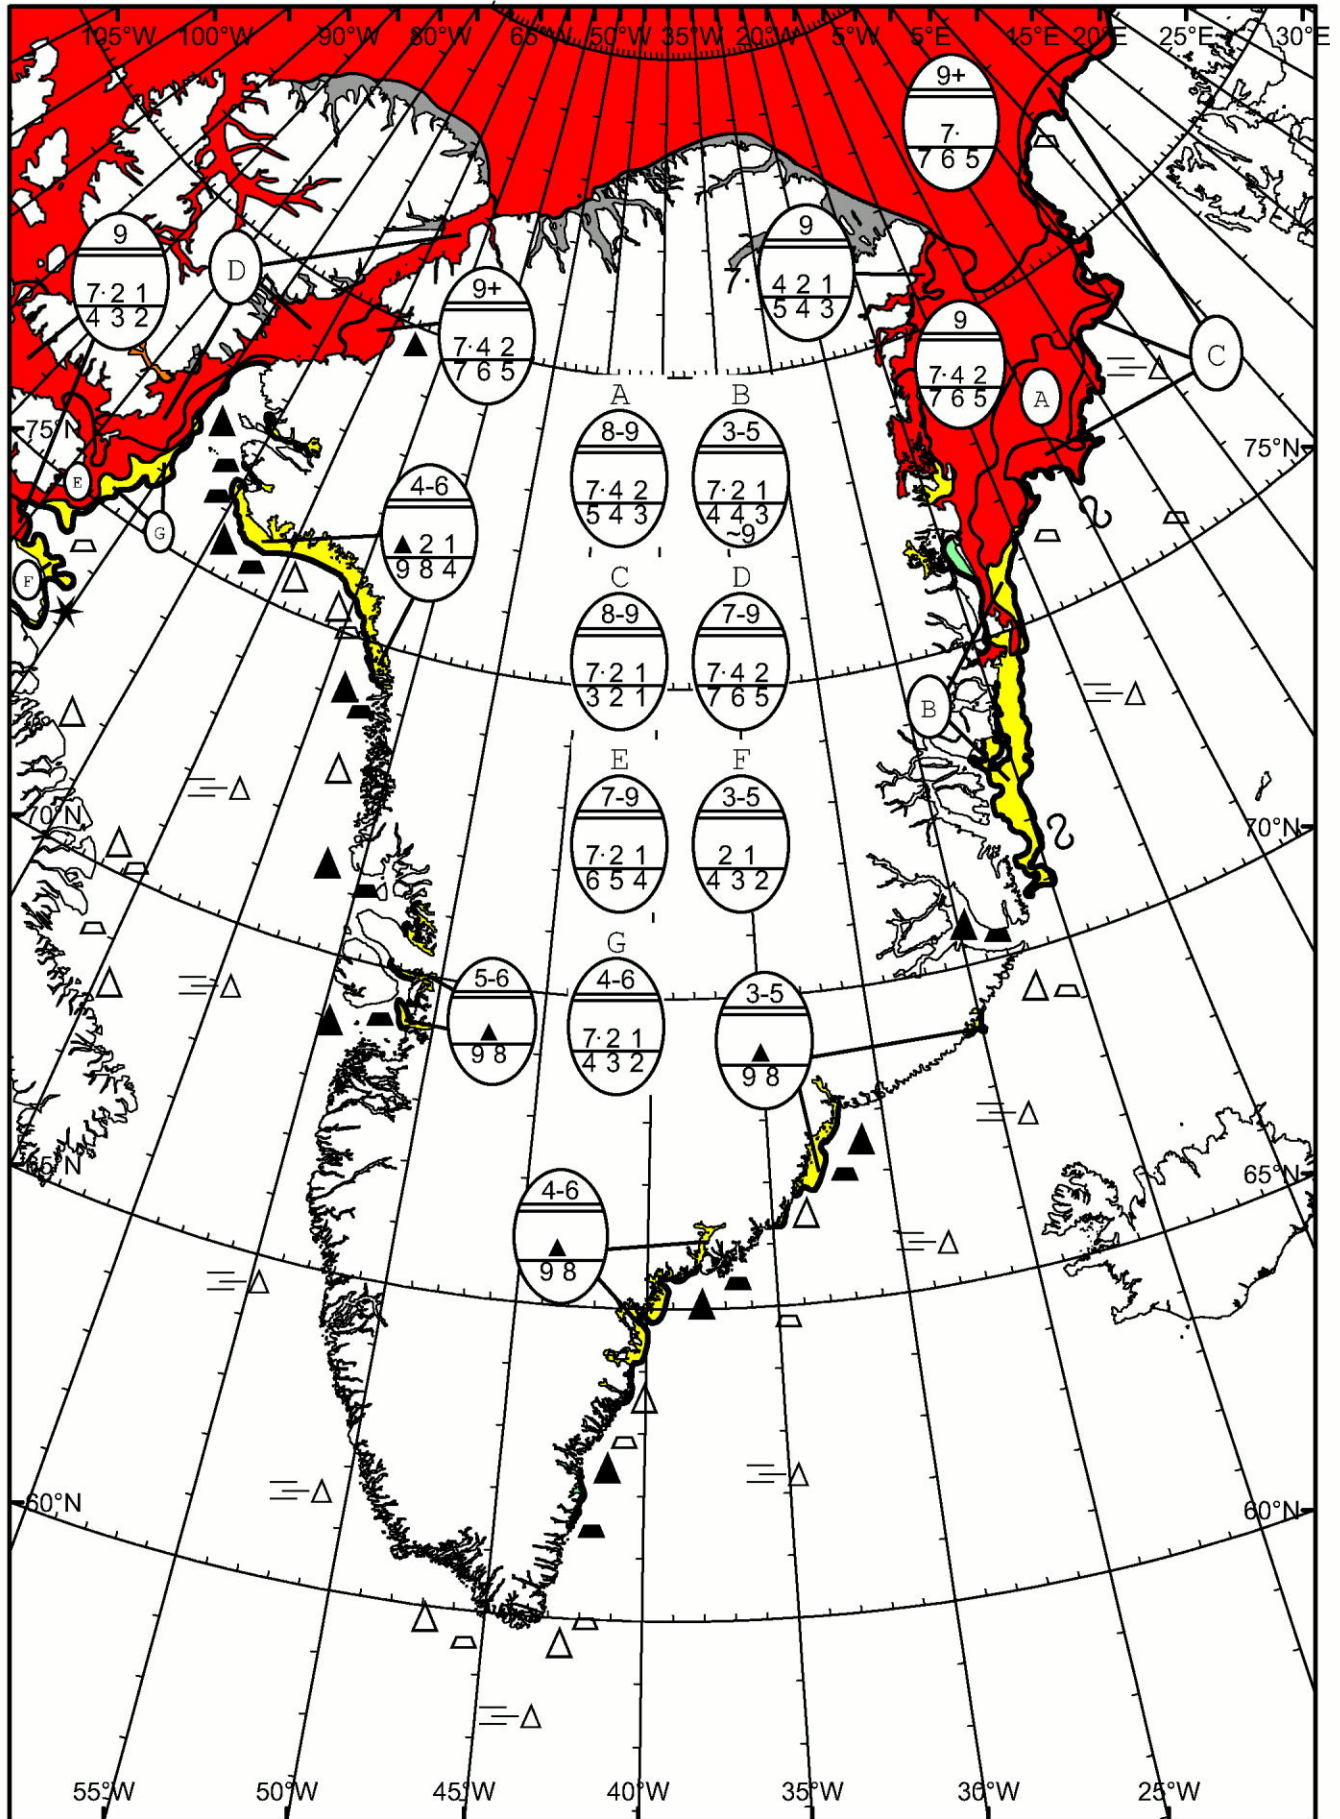 105°W 100°W 90°W 80°W 65°W 50°W 35°W 20°W 5°W 5°E 15°E 20°E 25°E 30°E
9+
7·
7 6 5
9
7· 2 1
4 3 2
D
9
7· 4 2 1
5 4 3
9+
7· 4 2
7 6 5
9
7· 4 2
7 6 5
C
A
75°N
75°N
A
8-9
7· 4 2
5 4 3
B
3-5
7· 2 1
4 4 3
~9
E
G
F
4-6
▲ 2 1
9 8 4
C
8-9
7· 2 1
3 2 1
D
7-9
7· 4 2
7 6 5
B
E
7-9
7· 2 1
6 5 4
F
3-5
2 1
4 3 2
70°N
70°N
G
4-6
7· 2 1
4 3 2
5-6
▲
9 8
3-5
▲
9 8
65°N
65°N
4-6
▲
9 8
60°N
60°N
55°W 50°W 45°W 40°W 35°W 30°W 25°W